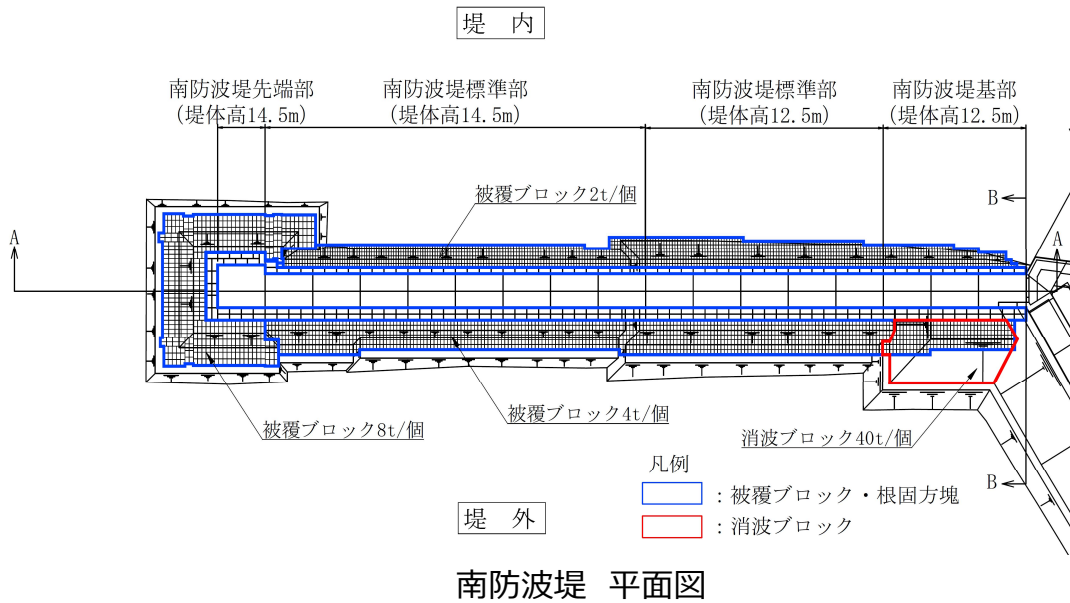 堤 内
南防波堤先端部
(堤体高14.5m)
南防波堤標準部
(堤体高14.5m)
南防波堤標準部
(堤体高12.5m)
南防波堤基部
(堤体高12.5m)
被覆ブロック2t/個
B
A
A
被覆ブロック8t/個
被覆ブロック4t/個
消波ブロック40t/個
B
凡例
：被覆ブロック・根固方塊
：消波ブロック
堤 外
南防波堤 平面図